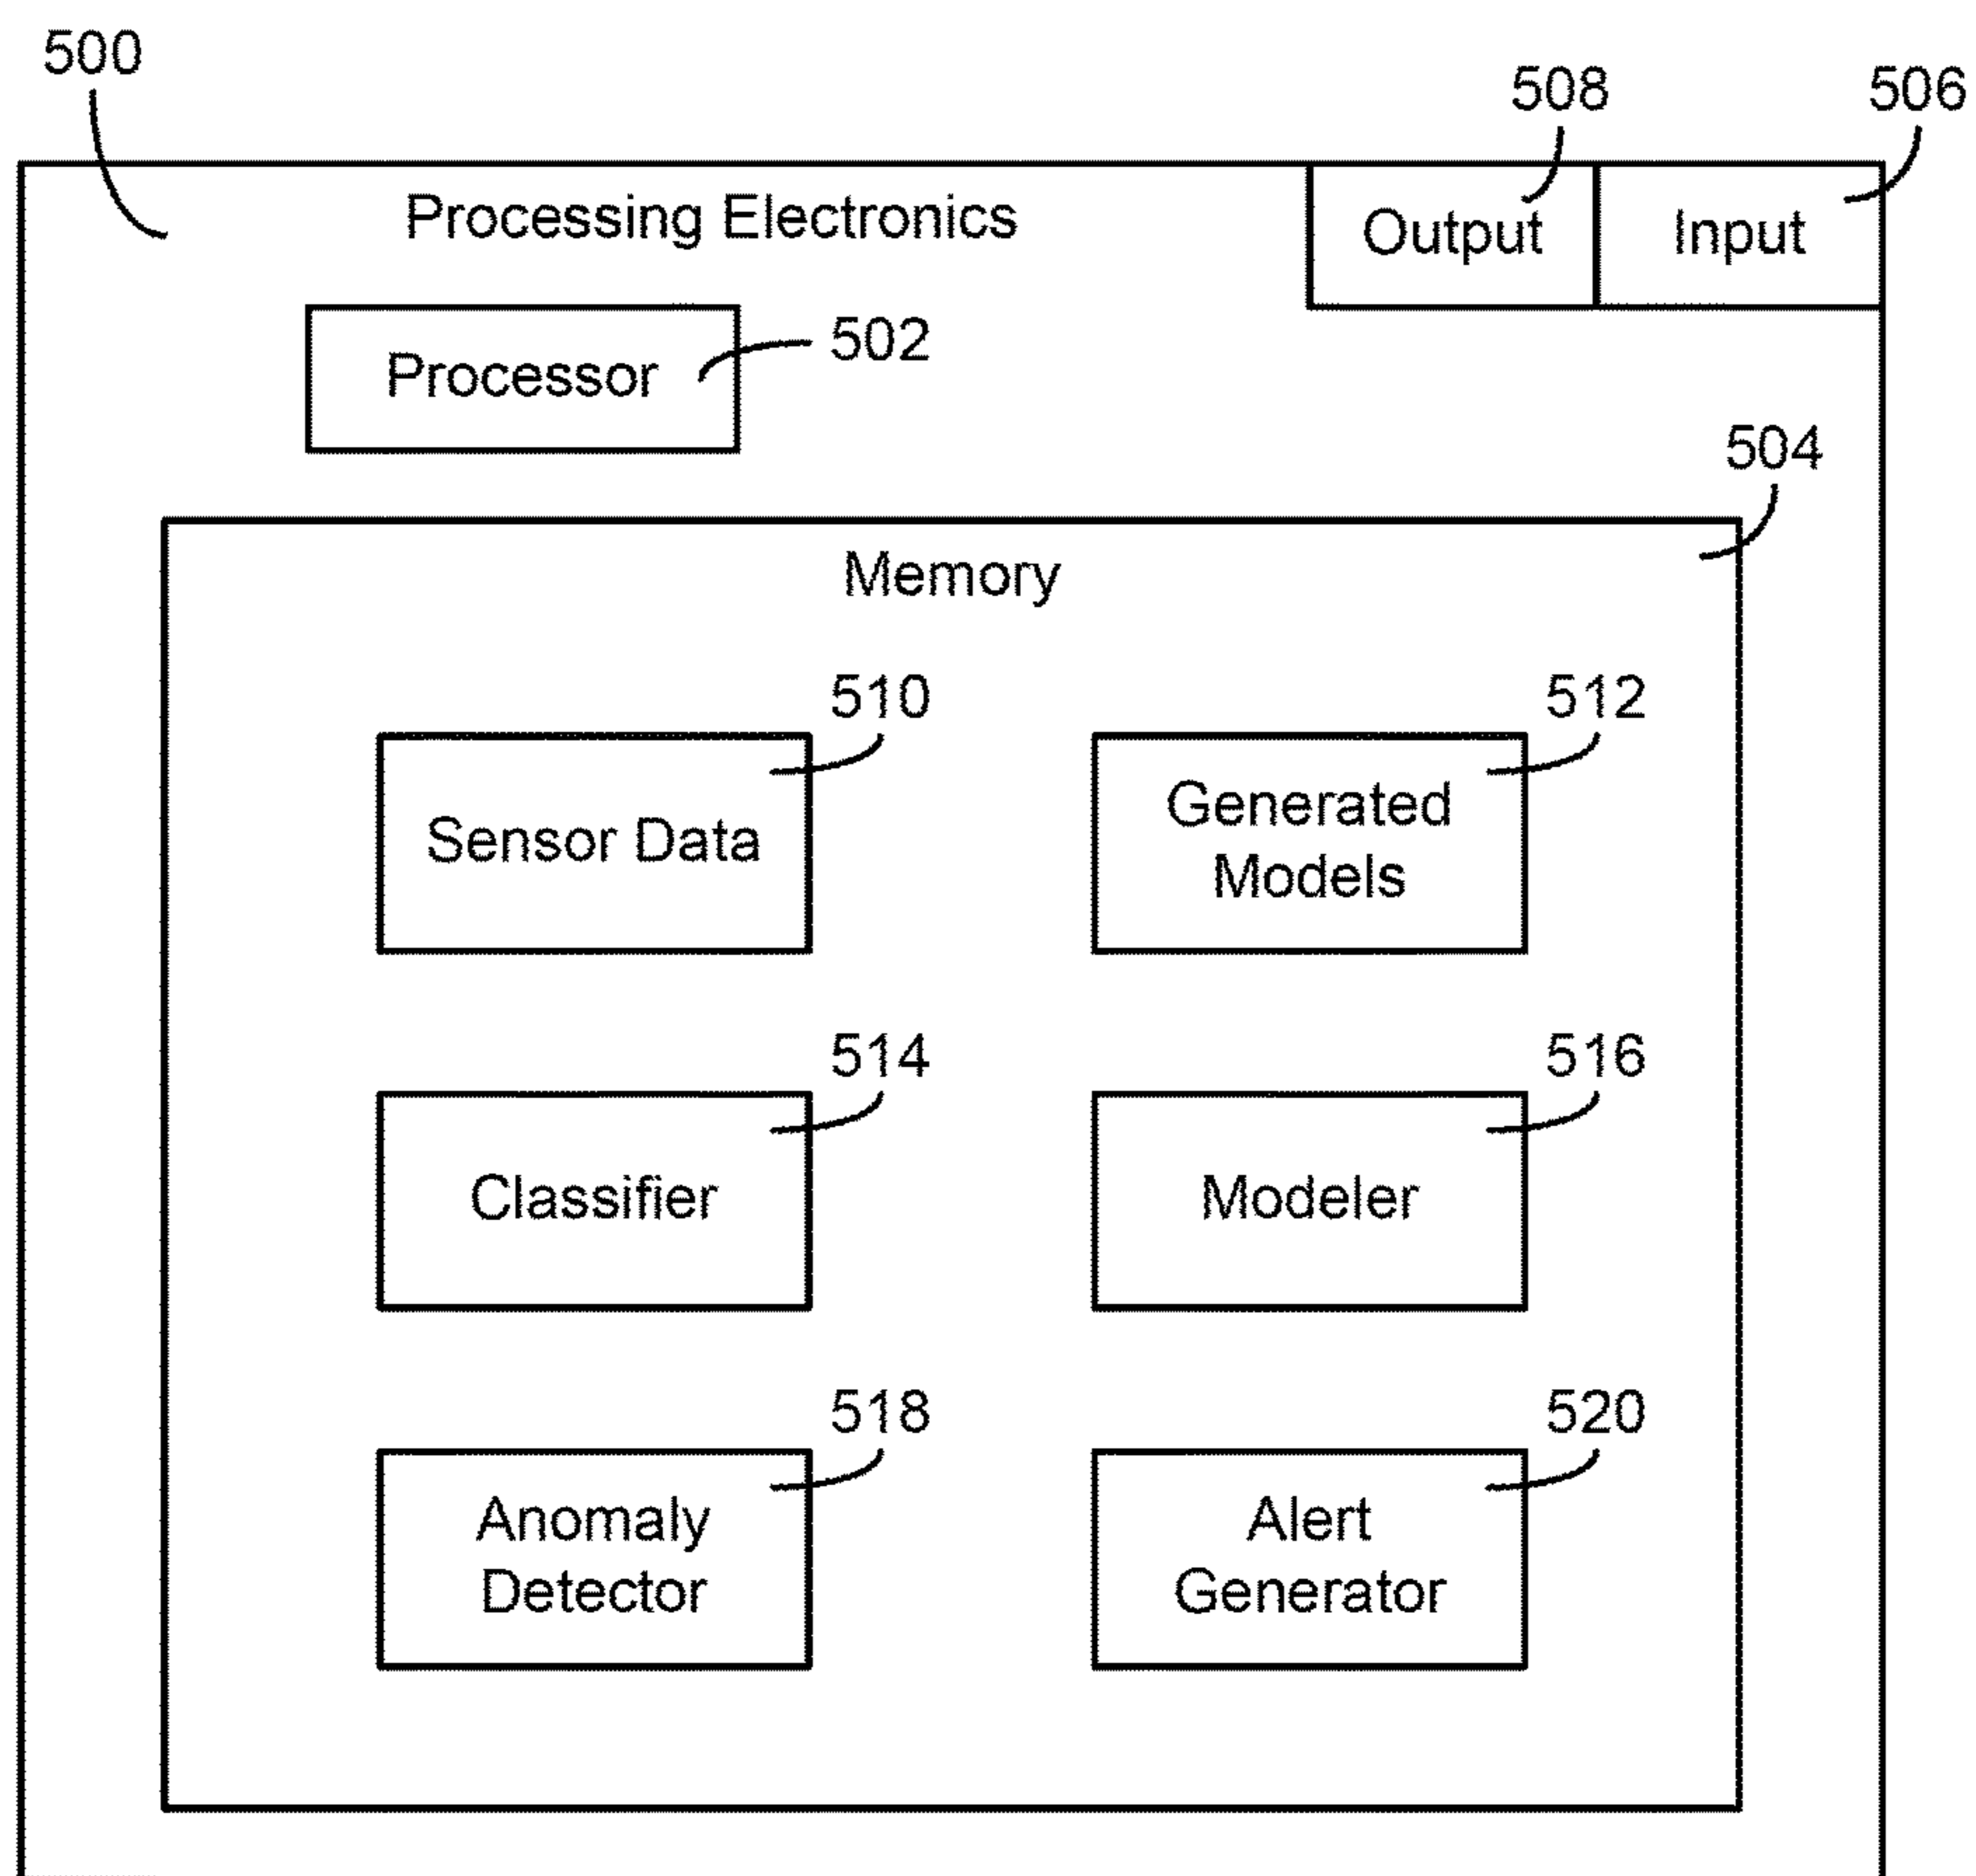 500
508
506
Processing Electronics
Output
Input
Processor
502
504
Memory
510
512
Sensor Data
Generated
Models
514
516
Classifier
Modeler
518
520
Anomaly
Detector
Alert
Generator